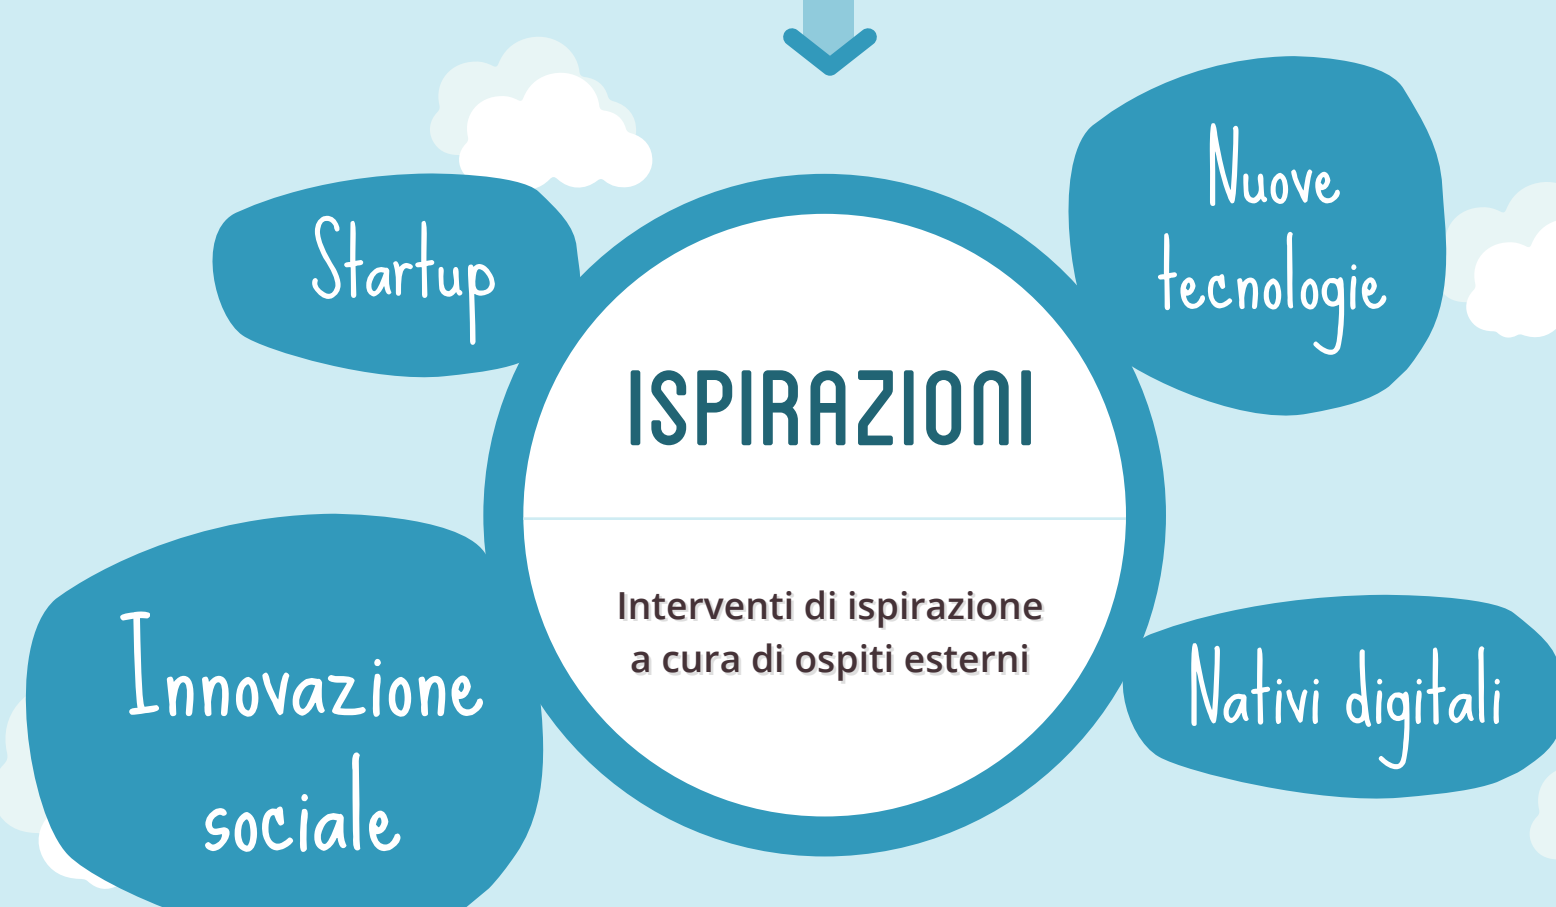 Startup
Nuove
tecnologie
ISPIRAZIONI
Interventi di ispirazione
a cura di ospiti esterni
Innovazione
sociale
Nativi digitali